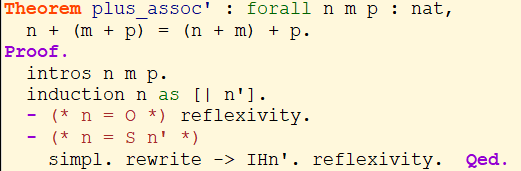 Theorem plus_assoc' : forall n m p : nat,
  n + (m + p) = (n + m) + p.
Proof.
  intros n m p.
  induction n as [| n'].
  - (* n = O *) reflexivity.
  - (* n = S n' *)
    simpl. rewrite -> IHn'. reflexivity.  Qed.